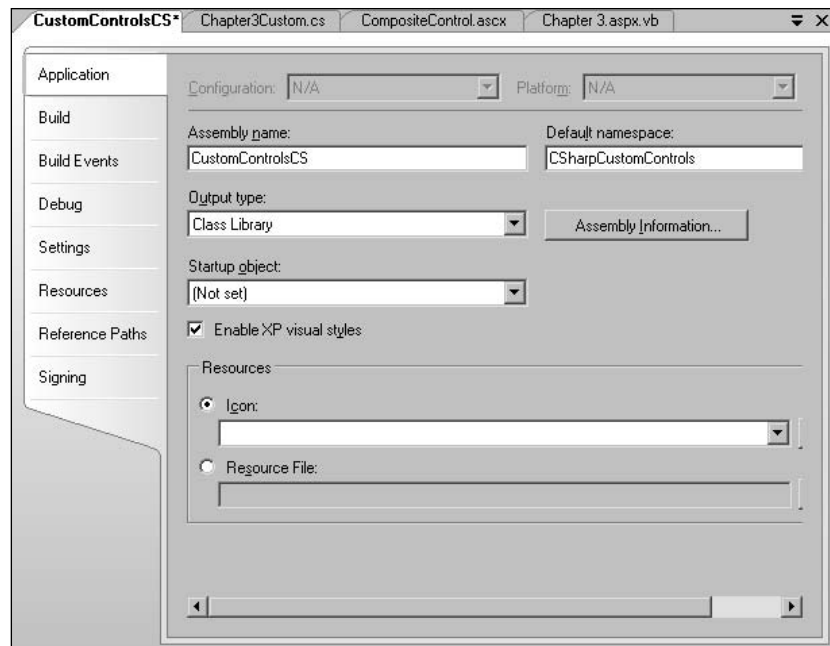 CustomControlsCS* Chapter3Custom.cs CompositeControl.ascx Chapter 3.aspx.vb
Application
Build
Build Events
Debug
Settings
Resources
Reference Paths
Signing
Configuration: N/A Platform: N/A
Assembly name: Default namespace:
CustomControlsCS CSharpCustomControls
Output type:
Class Library Assembly Information...
Startup object:
(Not set)
Enable XP visual styles
Resources
Icon:
Resource File: